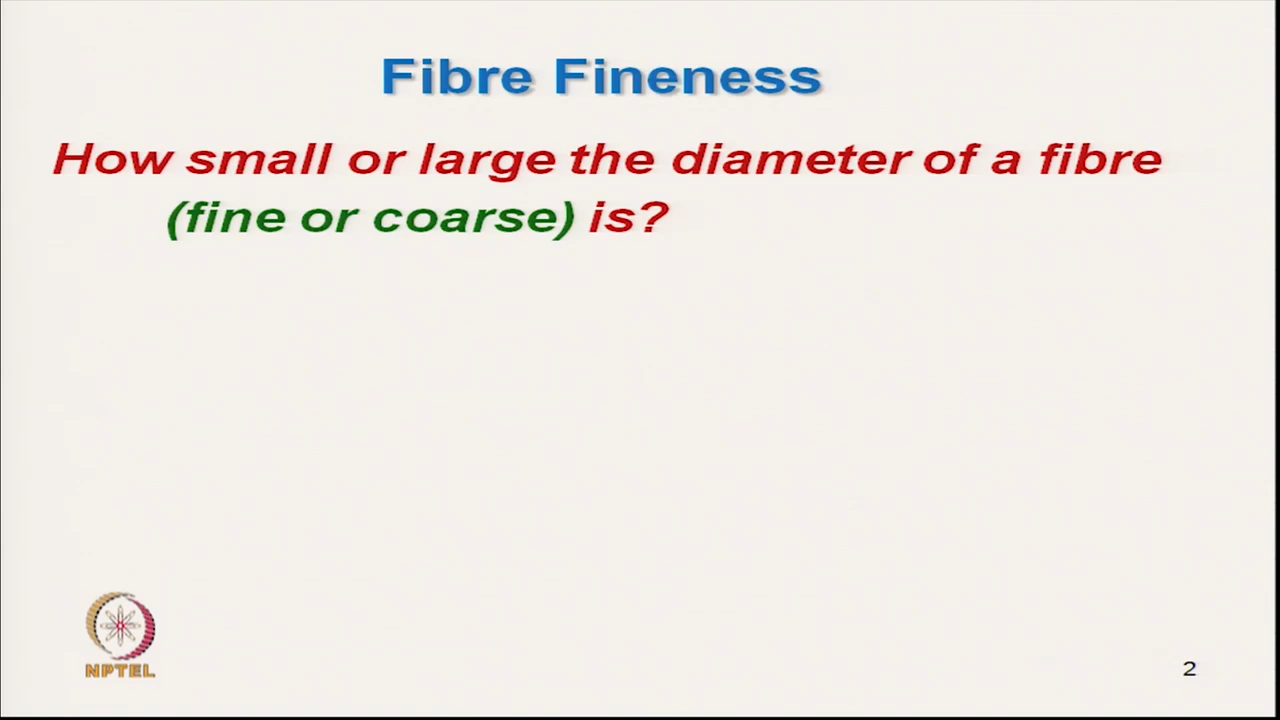 Fibre Fineness
How small or large the diameter of a fibre
(fine or coarse) is?
NPTEL
2